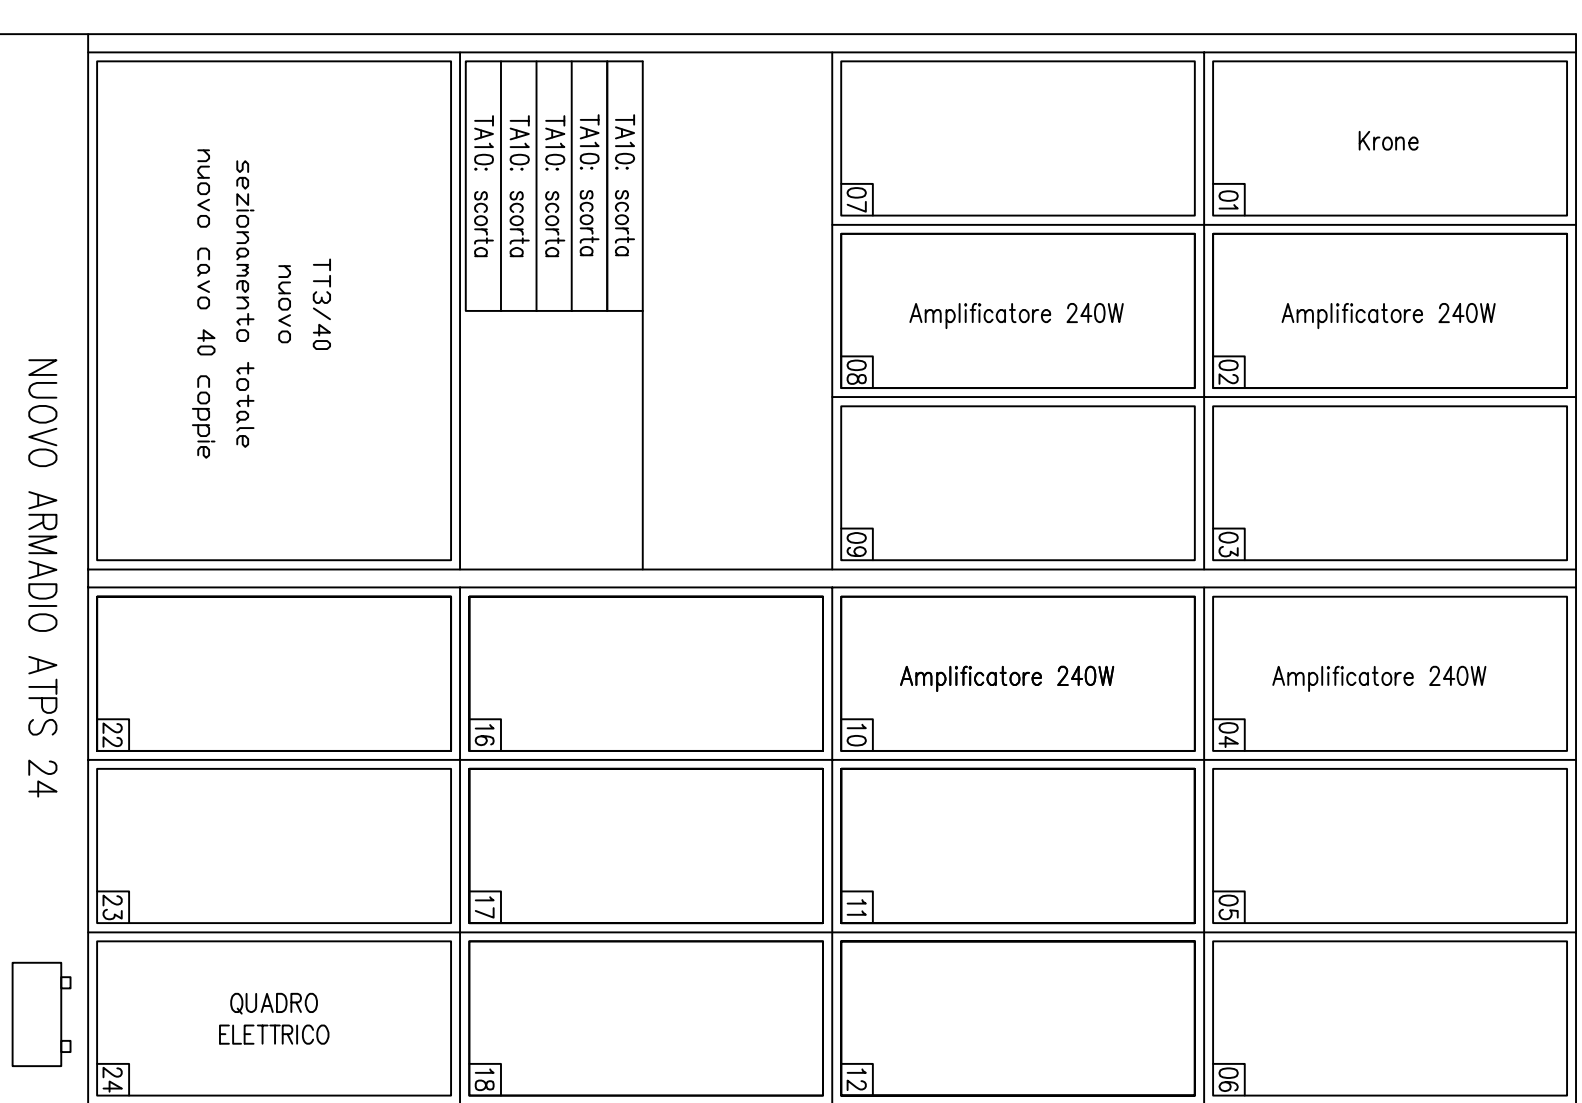 NUOVO ARMADIO ATPS 24
TT3/40
nuovo
sezionamento totale
nuovo cavo 40 coppie
TA10: scorta
TA10: scorta
TA10: scorta
TA10: scorta
TA10: scorta
07
Krone
01
Amplificatore 240W
08
Amplificatore 240W
02
09
03
22
16
Amplificatore 240W
10
Amplificatore 240W
04
23
17
11
05
QUADRO
ELETTRICO
24
18
12
06